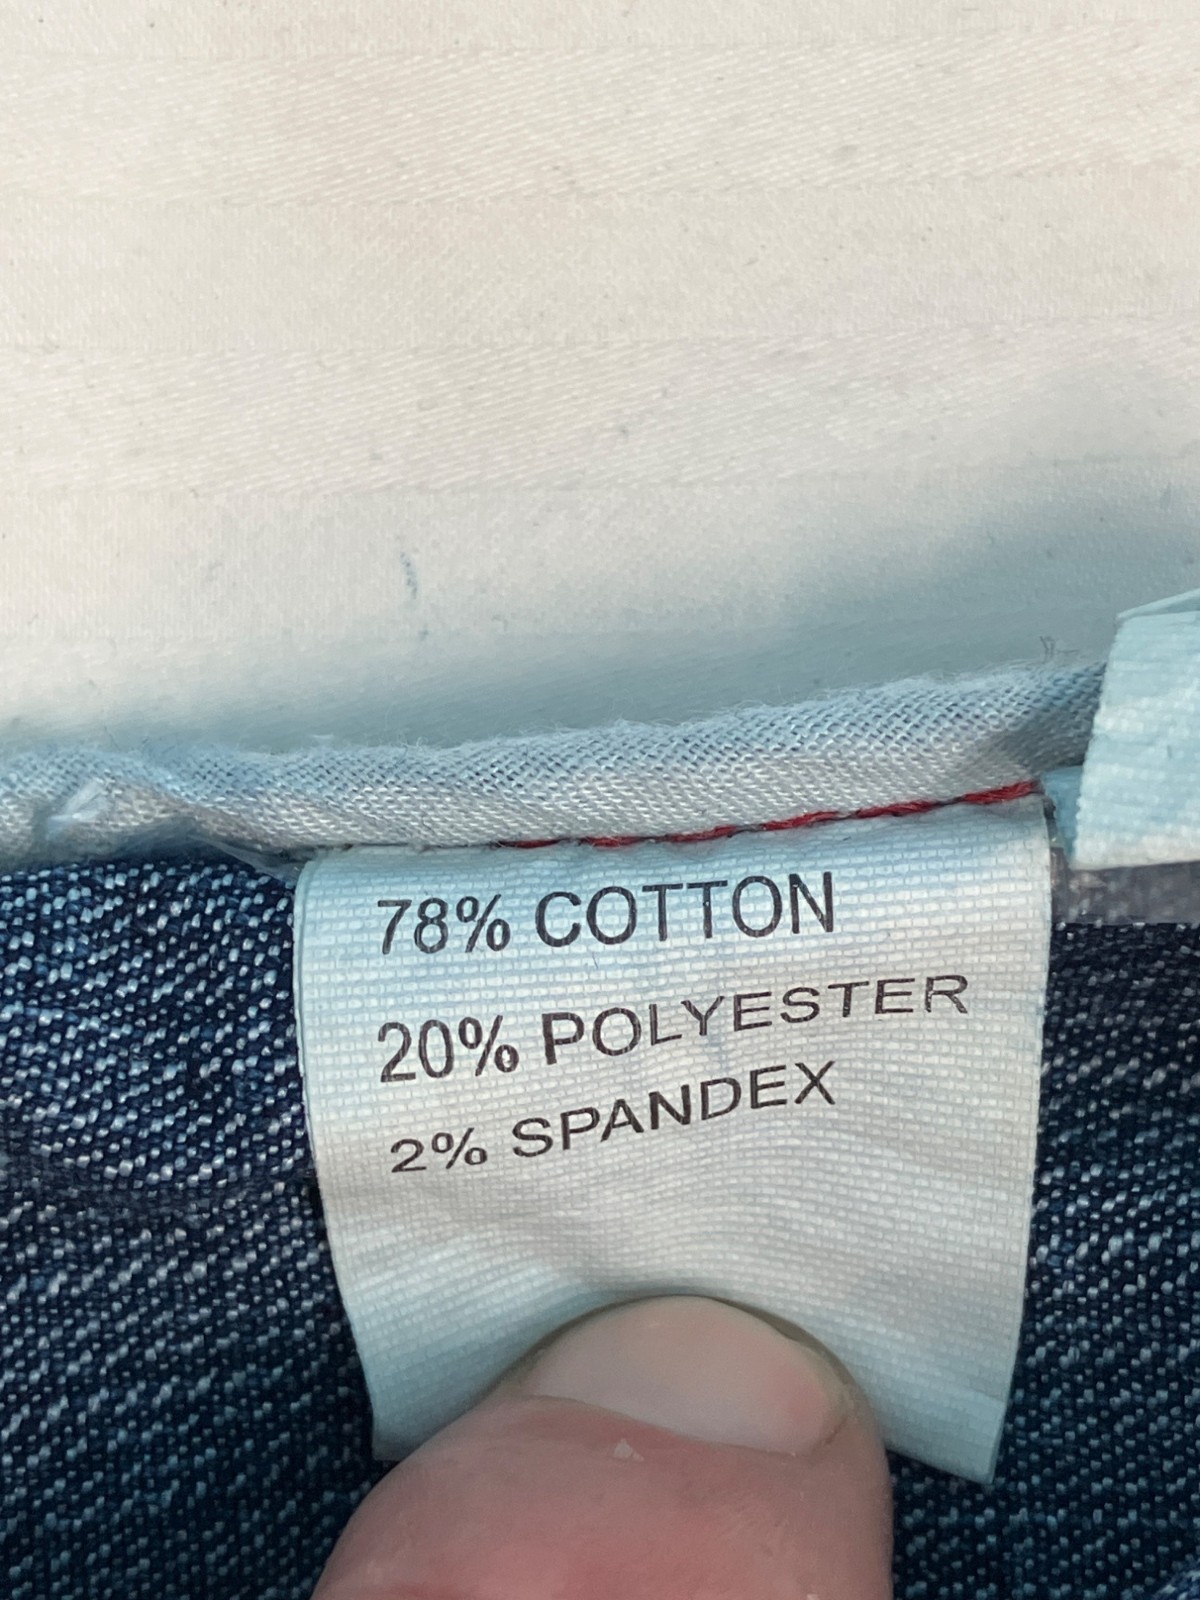 78% COTTON
20% POLYESTER
2% SPANDEX